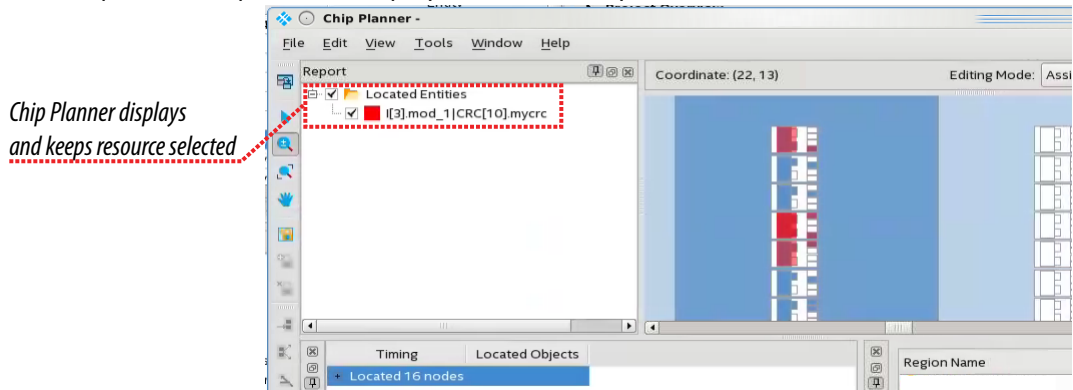 Chip Planner -
File Edit View Tools Window Help
Report
Coordinate: (22, 13)
Editing Mode: Assi
Located Entities
I[3].mod_1|CRC[10].mycrc
Chip Planner displays
and keeps resource selected
Timing Located Objects
Region Name
+ Located 16 nodes